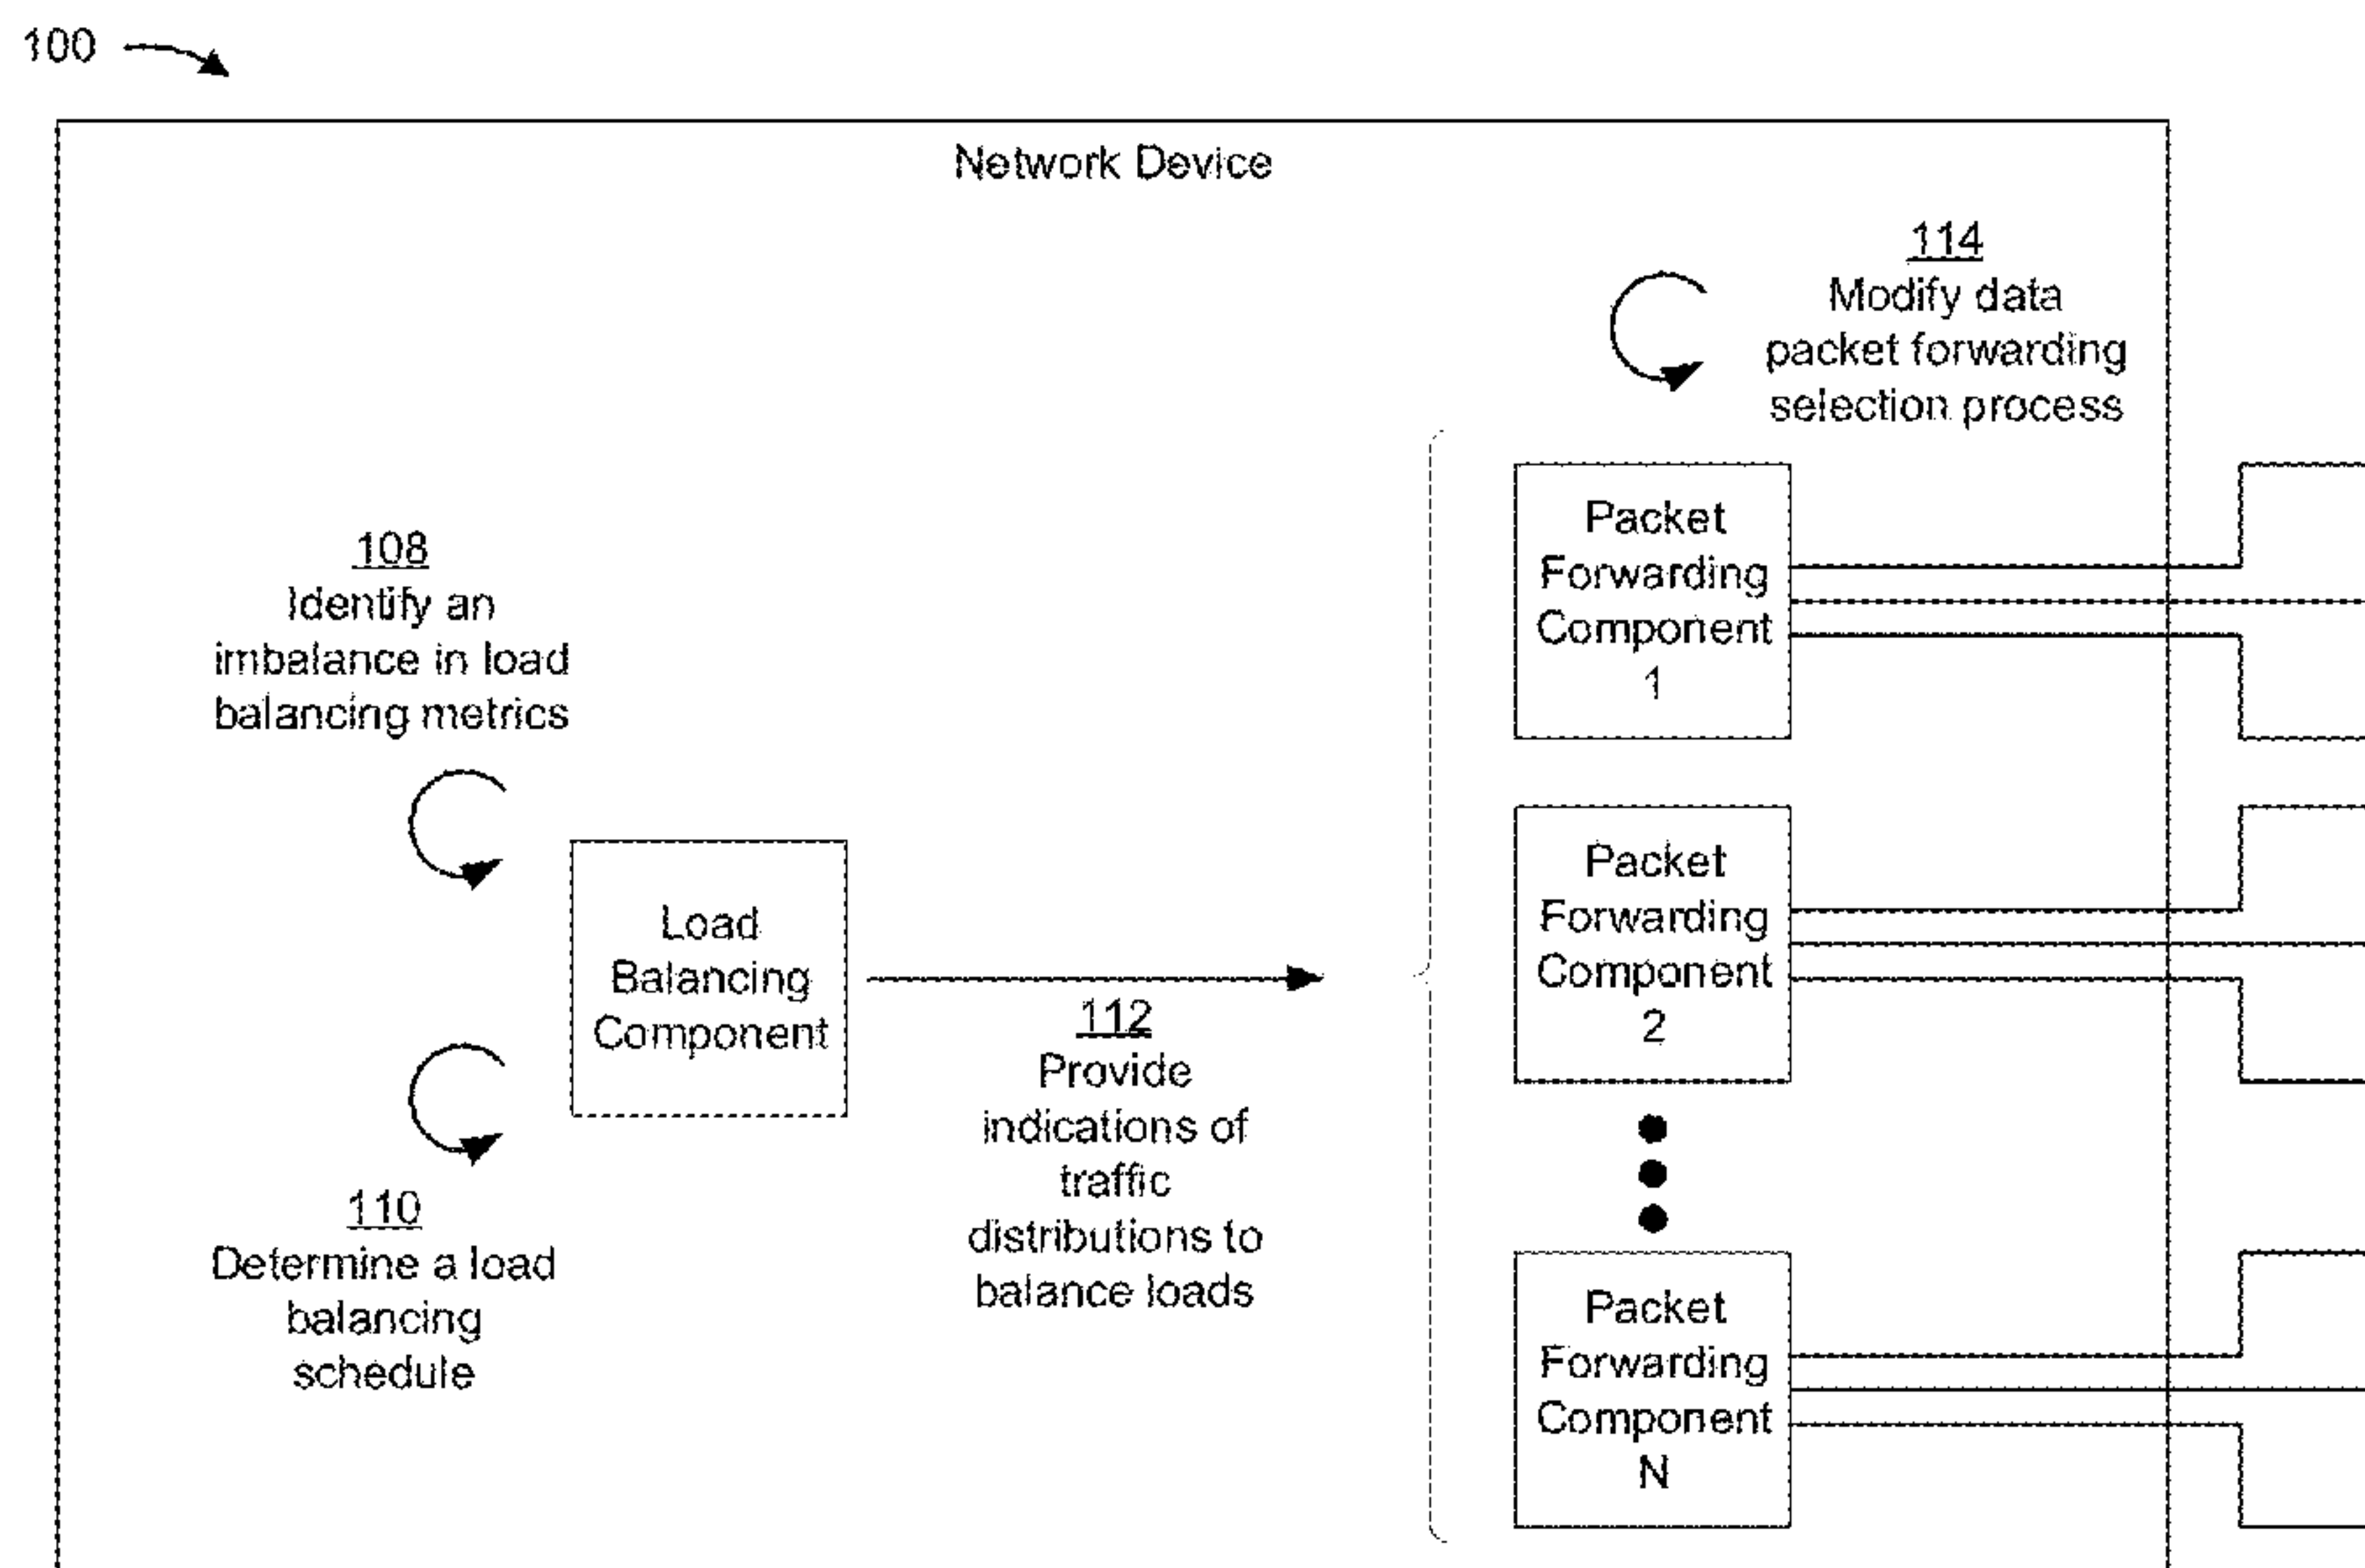 100
Network Device
114
Modify data
packet forwarding
selection process
108
Identify an
imbalance in load
balancing metrics
Load
Balancing
Component
110
Determine a load
balancing
schedule
112
Provide
indications of
traffic
distributions to
balance loads
Packet
Forwarding
Component
1
Packet
Forwarding
Component
2
Packet
Forwarding
Component
N